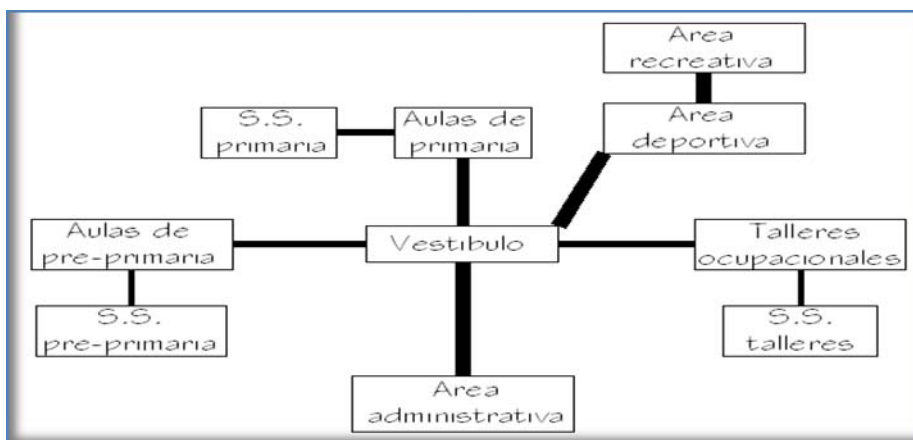 Area
recreativa
S.S.
primaria
Aulas de
primaria
Area
deportiva
Aulas de
pre-primaria
Vestibulo
Talleres
ocupacionales
S.S.
pre-primaria
S.S.
talleres
Area
administrativa